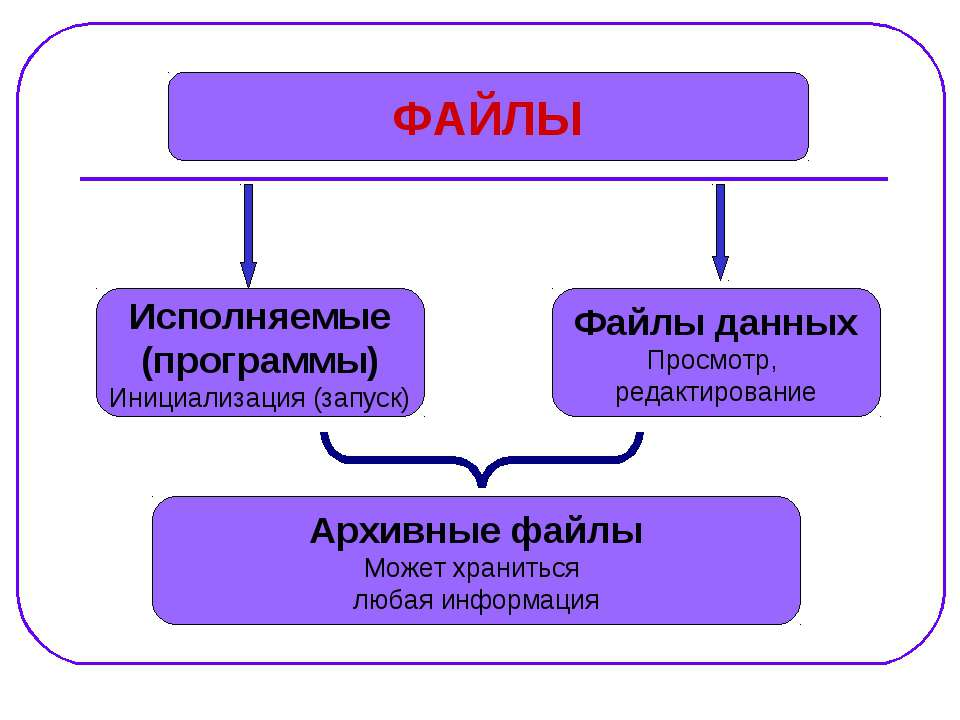 ФАЙЛЫ
Исполняемые
(программы)
Инициализация (запуск)
Файлы данных
Просмотр,
редактирование
Архивные файлы
Может храниться
любая информация